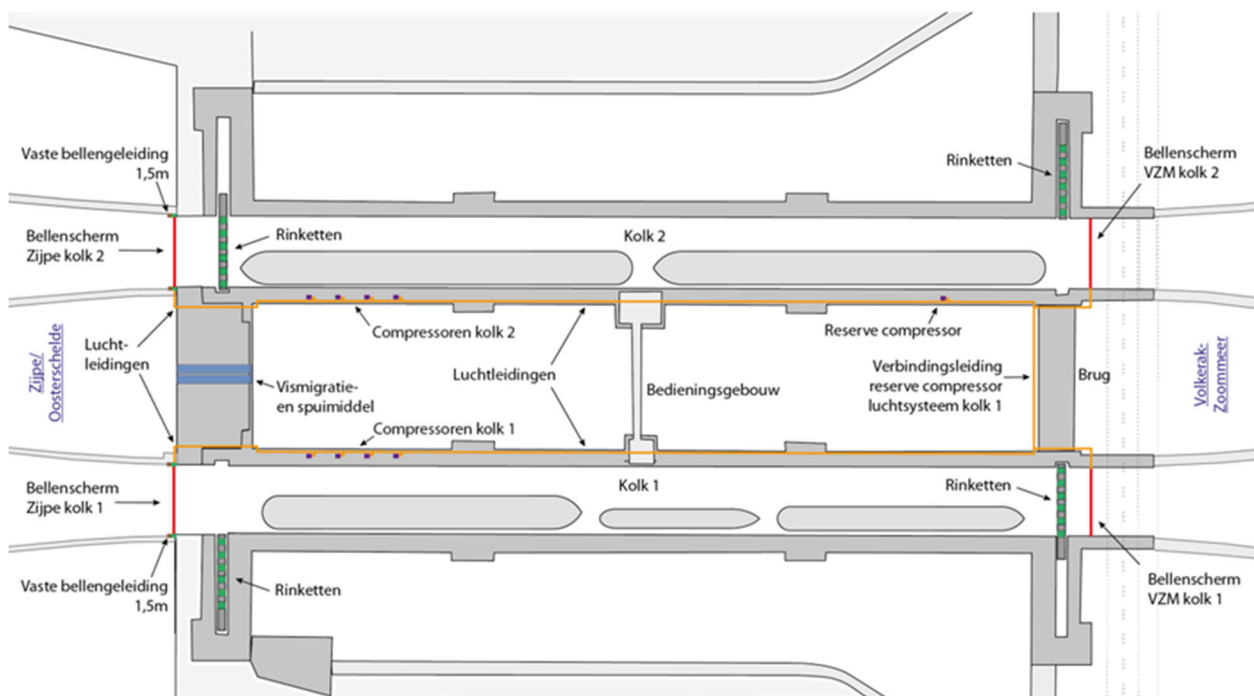 Vaste bellengeleiding
1,5m
Rinketten
Bellenscherm
VZM kolk 2
Bellenscherm
Zijpe kolk 2
Rinketten
Kolk 2
Compressoren kolk 2
Reserve compressor
Zijpe/
Oosterschelde
Lucht-
leidingen
Vismigratie-
en spuimiddel
Luchtleidingen
Bedieningsgebouw
Verbindingsleiding
reserve compressor
luchtsysteem kolk 1
Brug
Volkerak-
Zoommeer
Compressoren kolk 1
Bellenscherm
Zijpe kolk 1
Kolk 1
Rinketten
Vaste bellengeleiding
1,5m
Rinketten
Bellenscherm
VZM kolk 1